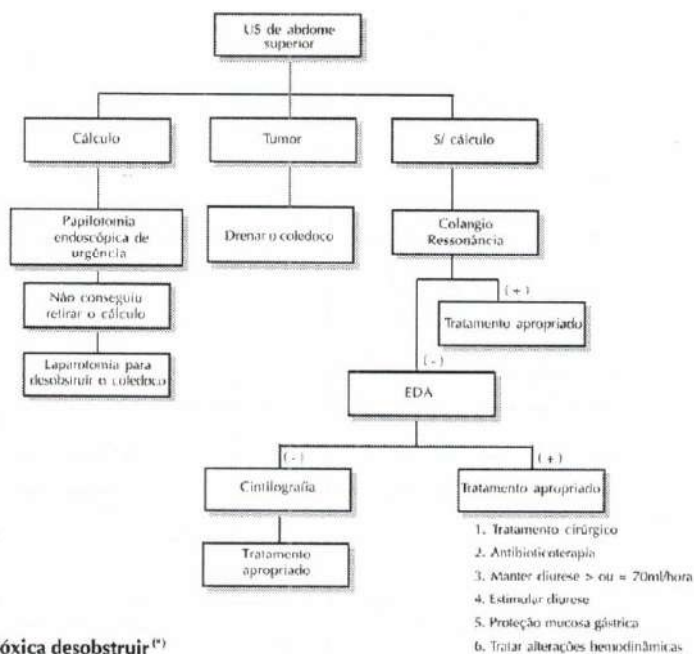 US de abdome
superior
Cálculo
Tumor
S/ cálculo
Papilotomia
endoscópica de
urgência
Drenar o coledoco
Colangio
Ressonância
Não conseguiu
retirar o cálculo
(+)
Tratamento apropriado
Laparotomia para
desobstruir o coledoco
(-)
EDA
(-)
(+)
Cintilografia
Tratamento apropriado
Tratamento
apropriado
1. Tratamento cirúrgico
2. Antibioticoterapia
3. Manter diurese > ou = 70ml/hora
4. Estimular diurese
5. Proteção mucosa gástrica
6. Tratar alterações hemodinâmicas
óxica desobstruir (*)